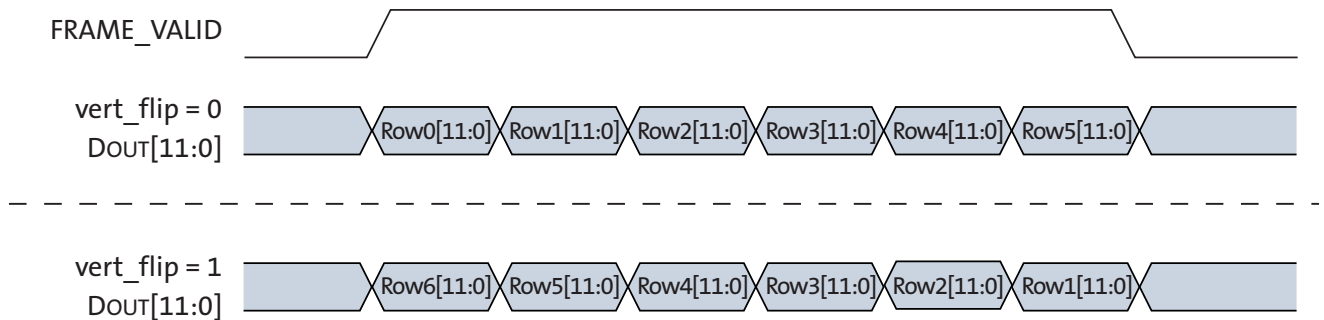 FRAME_VALID
vert_flip = 0
DOUT[11:0]
Row0[11:0] Row1[11:0] Row2[11:0] Row3[11:0] Row4[11:0] Row5[11:0]
vert_flip = 1
DOUT[11:0]
Row6[11:0] Row5[11:0] Row4[11:0] Row3[11:0] Row2[11:0] Row1[11:0]